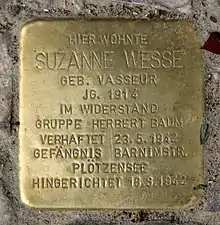 HIER WOHNTE
SUZANNE WESSE
GEB. VASSEUR
JG. 1914
IM WIDERSTAND
GRUPPE HERBERT BAUM
VERHAFTET 23.5.1942
GEFÄNGNIS BARNIMSTR.
PLÖTZENSEE
HINGERICHTET 18.8.1942